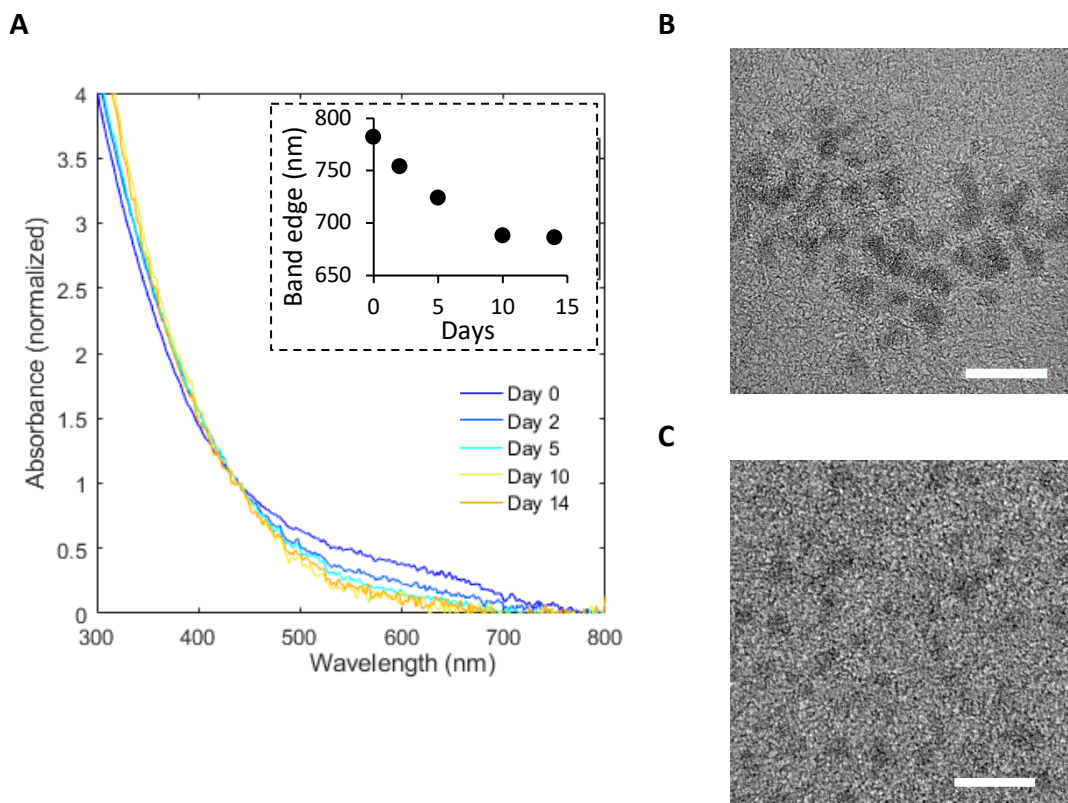 A
B
4
3.5
3
2.5
2
1.5
1
0.5
0
Absorbance (normalized)
300
400
500
600
700
800
Wavelength (nm)
800
750
700
650
Band edge (nm)
0
5
10
15
Days
Day 0
Day 2
Day 5
Day 10
Day 14
C